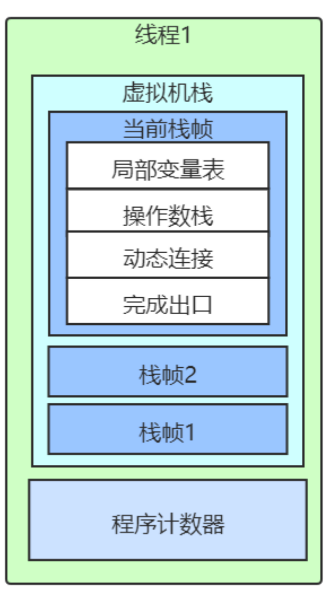 线程1
虚拟机栈
当前栈帧
局部变量表
操作数栈
动态连接
完成出口
栈帧2
栈帧1
程序计数器